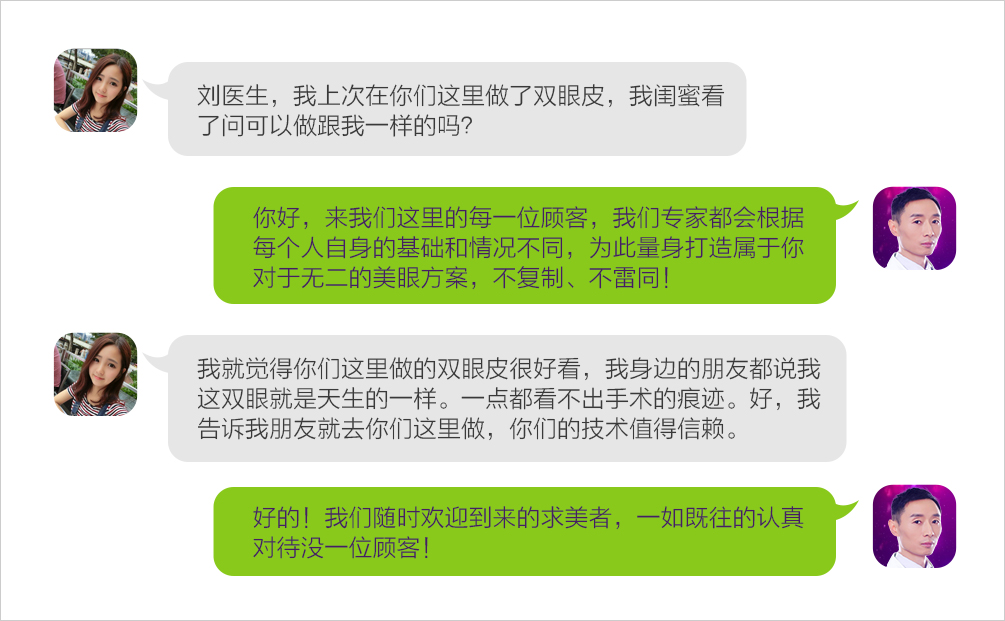 刘医生，我上次在你们这里做了双眼皮，我闺蜜看
了问可以做跟我一样的吗？
你好，来我们这里的每一位顾客，我们专家都会根据
每个人自身的基础和情况不同，为此量身打造属于你
对于无二的美眼方案，不复制、不雷同！
我就觉得你们这里做的双眼皮很好看，我身边的朋友都说我
这双眼就是天生的一样。一点都看不出手术的痕迹。好，我
告诉我朋友就去你们这里做，你们的技术值得信赖。
好的！我们随时欢迎到来的求美者，一如既往的认真
对待没一位顾客！